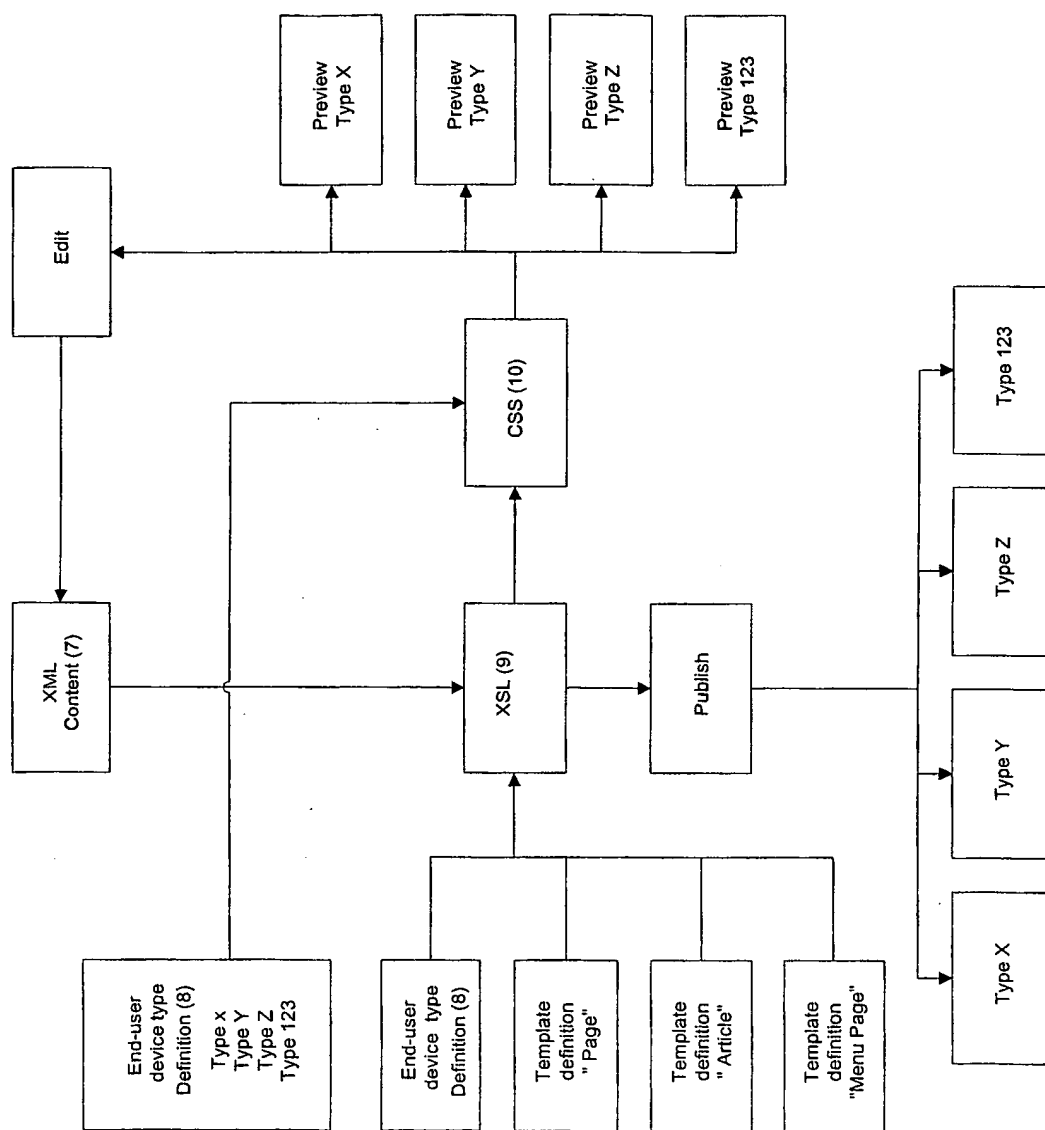 XML
Content (7)
Edit
End-user
device type
Definition (8)
Type x
Type Y
Type Z
Type 123
End-user
device type
Definition (8)
Template
definition
" Page"
Template
definition
" Article"
Template
definition
"Menu Page"
XSL (9)
CSS (10)
Publish
Preview
Type X
Preview
Type Y
Preview
Type Z
Preview
Type 123
Type X
Type Y
Type Z
Type 123